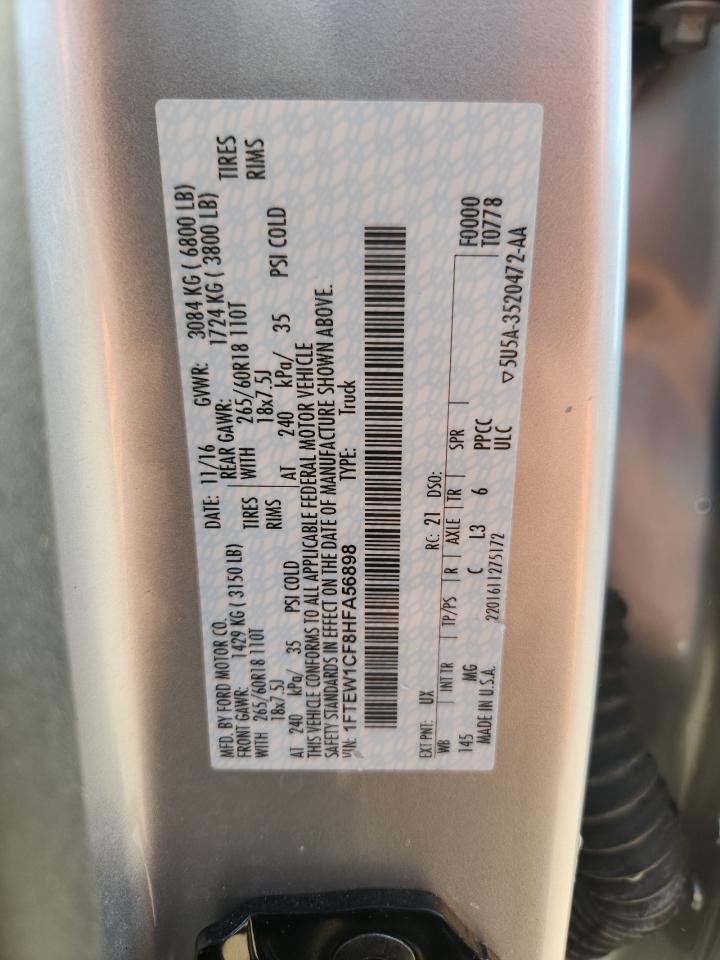 MFD. BY FORD MOTOR CO.
DATE: 11/16 GVWR: 3084 KG ( 6800 LB)
FRONT GAWR: 1429 KG ( 3150 LB) REAR GAWR: 1724 KG ( 3800 LB)
WITH 265/60R18 110T TIRES WITH 265/60R18 110T TIRES
18x7.5J RIMS 18x7.5J RIMS
AT 240 kPa/ 35 PSI COLD AT 240 kPa/ 35 PSI COLD
THIS VEHICLE CONFORMS TO ALL APPLICABLE FEDERAL MOTOR VEHICLE
SAFETY STANDARDS IN EFFECT ON THE DATE OF MANUFACTURE SHOWN ABOVE.
VIN: 1FTEW1CF8HFA56898 TYPE: Truck
EXT PNT: UX RC: 21 DSO: F0000
WB INT TR TP/PS R AXLE TR SPR T0778
145 MG C L3 6 PPCC
ULC
MADE IN U.S.A. 2201611275172 ▽5U5A-3520472-AA